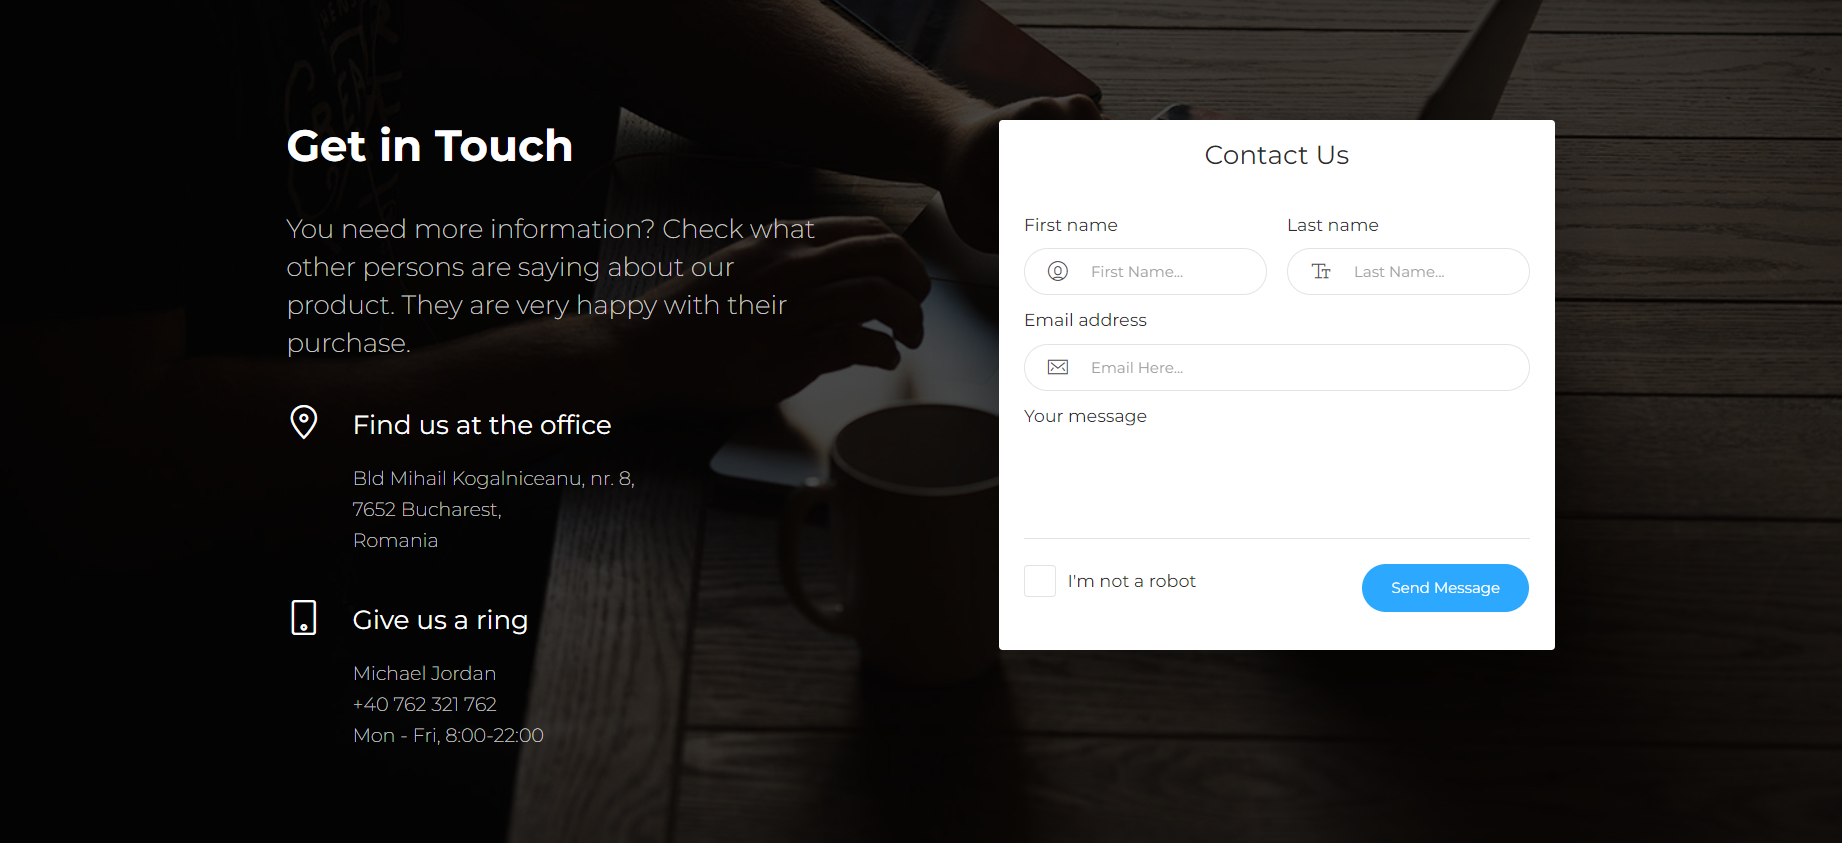 Get in Touch
You need more information? Check what
other persons are saying about our
product. They are very happy with their
purchase.
Find us at the office
Bld Mihail Kogalniceanu, nr. 8,
7652 Bucharest,
Romania
Give us a ring
Michael Jordan
+40 762 321 762
Mon - Fri, 8:00-22:00
Contact Us
First name
Last name
First Name...
Last Name...
Email address
Email Here...
Your message
I'm not a robot
Send Message